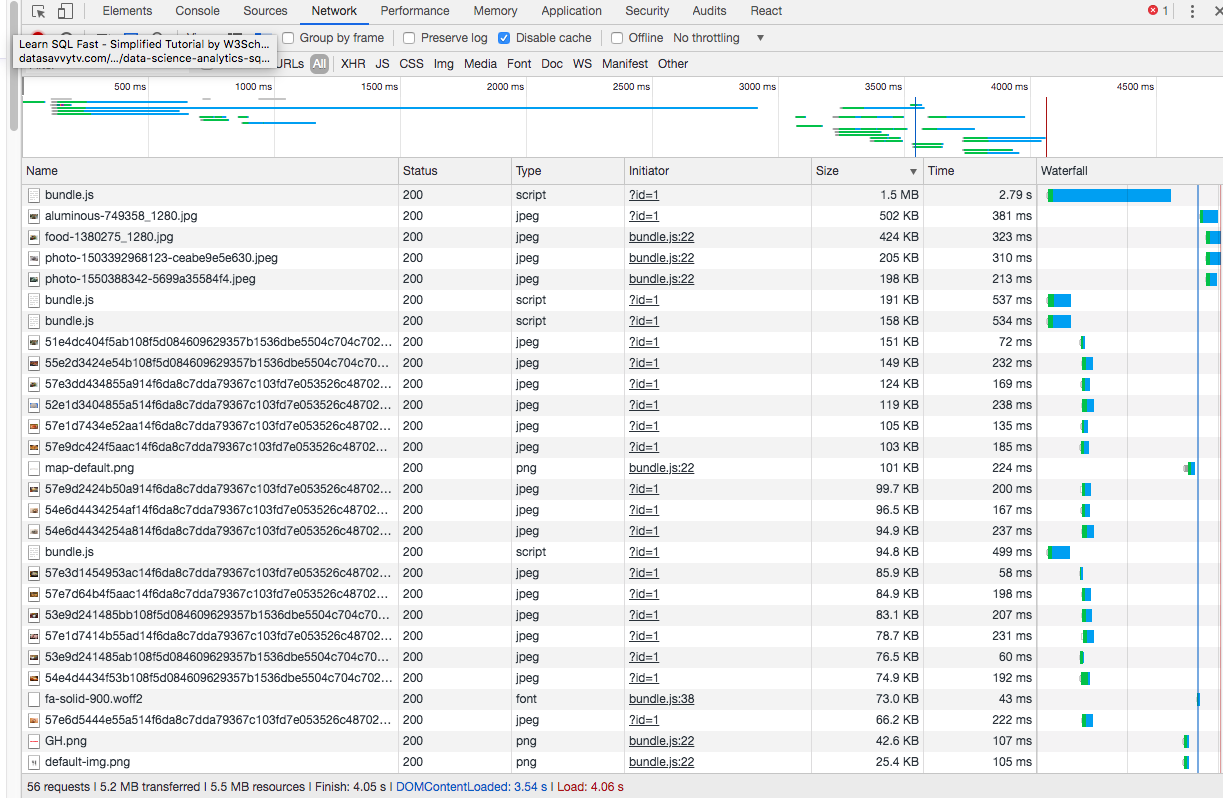 Elements Console Sources Network Performance Memory Application Security Audits React 1
Group by frame Preserve log Disable cache Offline No throttling
Learn SQL Fast - Simplified Tutorial by W3Sch...
datasavvytv.com/.../data-science-analytics-sq...
URLs All XHR JS CSS Img Media Font Doc WS Manifest Other
500 ms 1000 ms 1500 ms 2000 ms 2500 ms 3000 ms 3500 ms 4000 ms 4500 ms
Name Status Type Initiator Size Time Waterfall
bundle.js 200 script ?id=1 1.5 MB 2.79 s
aluminous-749358_1280.jpg 200 jpeg ?id=1 502 KB 381 ms
food-1380275_1280.jpg 200 jpeg bundle.js:22 424 KB 323 ms
photo-1503392968123-ceabe9e5e630.jpeg 200 jpeg bundle.js:22 205 KB 310 ms
photo-1550388342-5699a35584f4.jpeg 200 jpeg bundle.js:22 198 KB 213 ms
bundle.js 200 script ?id=1 191 KB 537 ms
bundle.js 200 script ?id=1 158 KB 534 ms
51e4dc404f5ab108f5d084609629357b1536dbe5504c704c702... 200 jpeg ?id=1 151 KB 72 ms
55e2d3424e54b108f5d084609629357b1536dbe5504c704c70... 200 jpeg ?id=1 149 KB 232 ms
57e3dd434855a914f6da8c7dda79367c103fd7e053526c48702... 200 jpeg ?id=1 124 KB 169 ms
52e1d3404855a514f6da8c7dda79367c103fd7e053526c48702... 200 jpeg ?id=1 119 KB 238 ms
57e1d7434e52aa14f6da8c7dda79367c103fd7e053526c48702... 200 jpeg ?id=1 105 KB 135 ms
57e9dc424f5aac14f6da8c7dda79367c103fd7e053526c48702... 200 jpeg ?id=1 103 KB 185 ms
map-default.png 200 png bundle.js:22 101 KB 224 ms
57e9d2424b50a914f6da8c7dda79367c103fd7e053526c48702... 200 jpeg ?id=1 99.7 KB 200 ms
54e6d4434254af14f6da8c7dda79367c103fd7e053526c48702... 200 jpeg ?id=1 96.5 KB 167 ms
54e6d4434254a814f6da8c7dda79367c103fd7e053526c48702... 200 jpeg ?id=1 94.9 KB 237 ms
bundle.js 200 script ?id=1 94.8 KB 499 ms
57e3d1454953ac14f6da8c7dda79367c103fd7e053526c48702... 200 jpeg ?id=1 85.9 KB 58 ms
57e7d64b4f5aac14f6da8c7dda79367c103fd7e053526c48702... 200 jpeg ?id=1 84.9 KB 198 ms
53e9d241485bb108f5d084609629357b1536dbe5504c704c70... 200 jpeg ?id=1 83.1 KB 207 ms
57e1d7414b55ad14f6da8c7dda79367c103fd7e053526c48702... 200 jpeg ?id=1 78.7 KB 231 ms
53e9d241485ab108f5d084609629357b1536dbe5504c704c70... 200 jpeg ?id=1 76.5 KB 60 ms
54e4d4434f53b108f5d084609629357b1536dbe5504c704c70... 200 jpeg ?id=1 74.9 KB 192 ms
fa-solid-900.woff2 200 font bundle.js:38 73.0 KB 43 ms
57e6d5444e55a514f6da8c7dda79367c103fd7e053526c48702... 200 jpeg ?id=1 66.2 KB 222 ms
GH.png 200 png bundle.js:22 42.6 KB 107 ms
default-img.png 200 png bundle.js:22 25.4 KB 105 ms
56 requests | 5.2 MB transferred | 5.5 MB resources | Finish: 4.05 s | DOMContentLoaded: 3.54 s | Load: 4.06 s